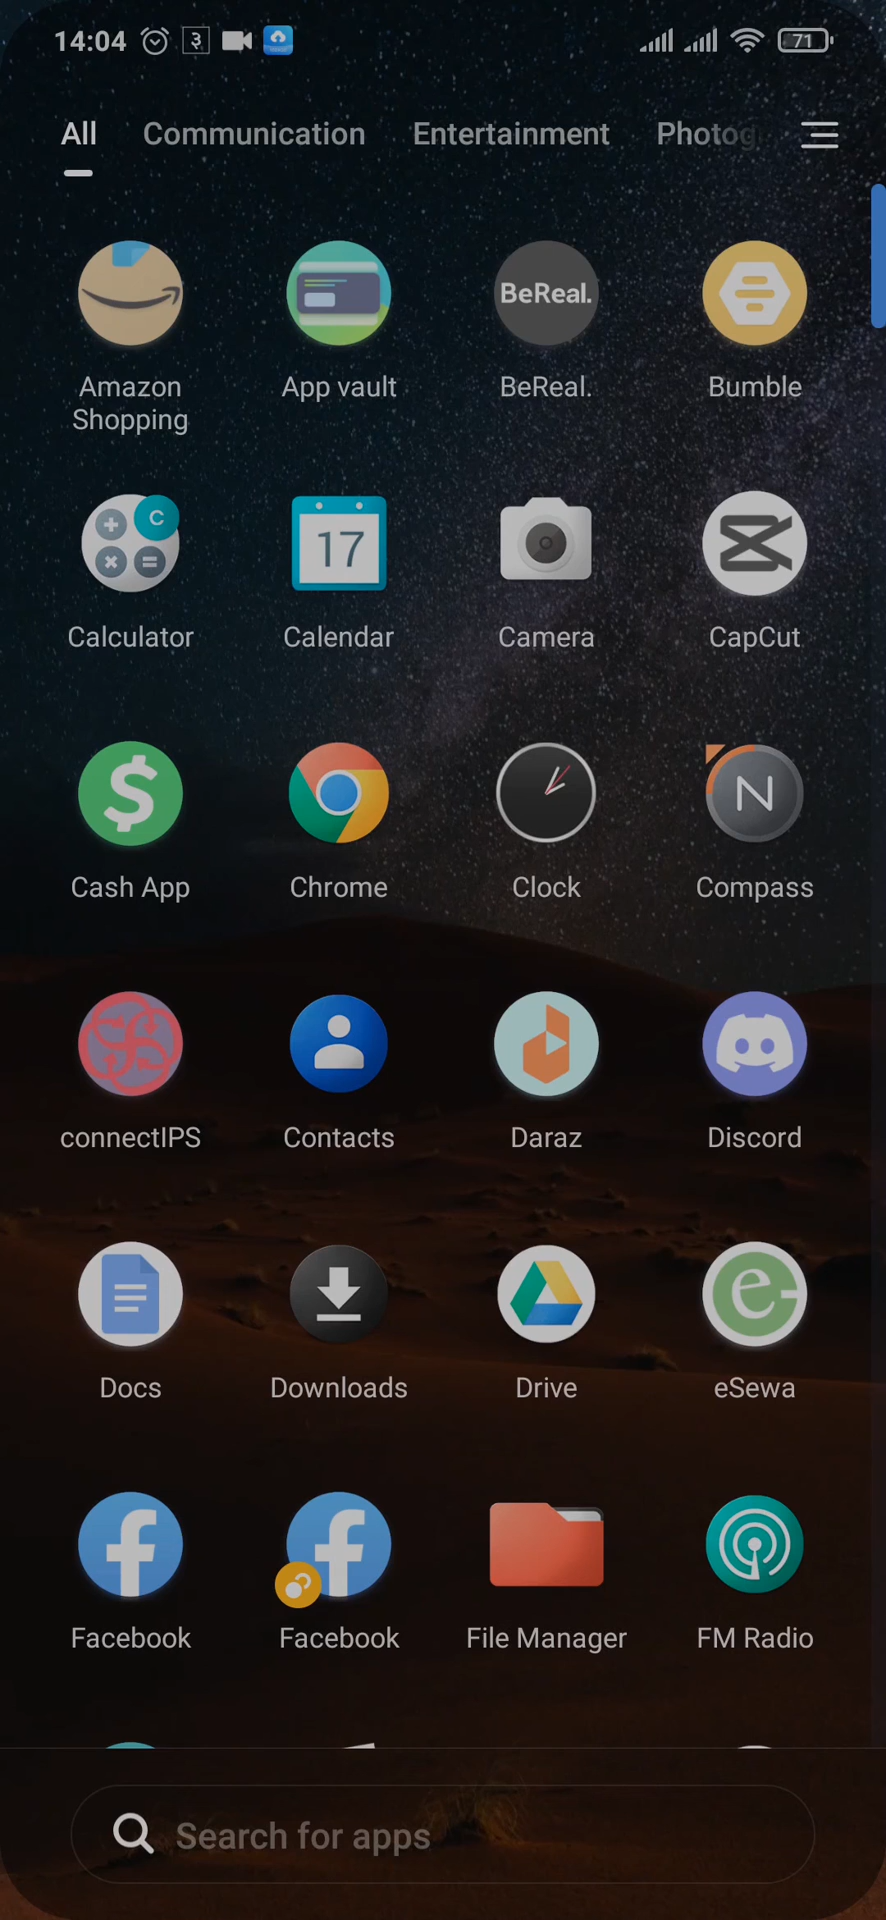 14:04 ३ 71
All Communication Entertainment Photog
BeReal.
Amazon Shopping App vault BeReal. Bumble
C
17
Calculator Calendar Camera CapCut
$
N
Cash App Chrome Clock Compass
connectIPS Contacts Daraz Discord
e
Docs Downloads Drive eSewa
f f
Facebook Facebook File Manager FM Radio
Search for apps